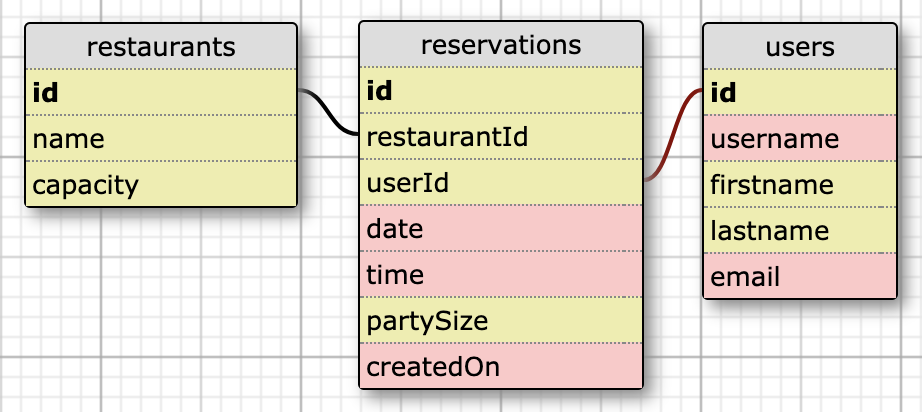 restaurants
id
name
capacity
reservations
id
restaurantId
userId
date
time
partySize
createdOn
users
id
username
firstname
lastname
email